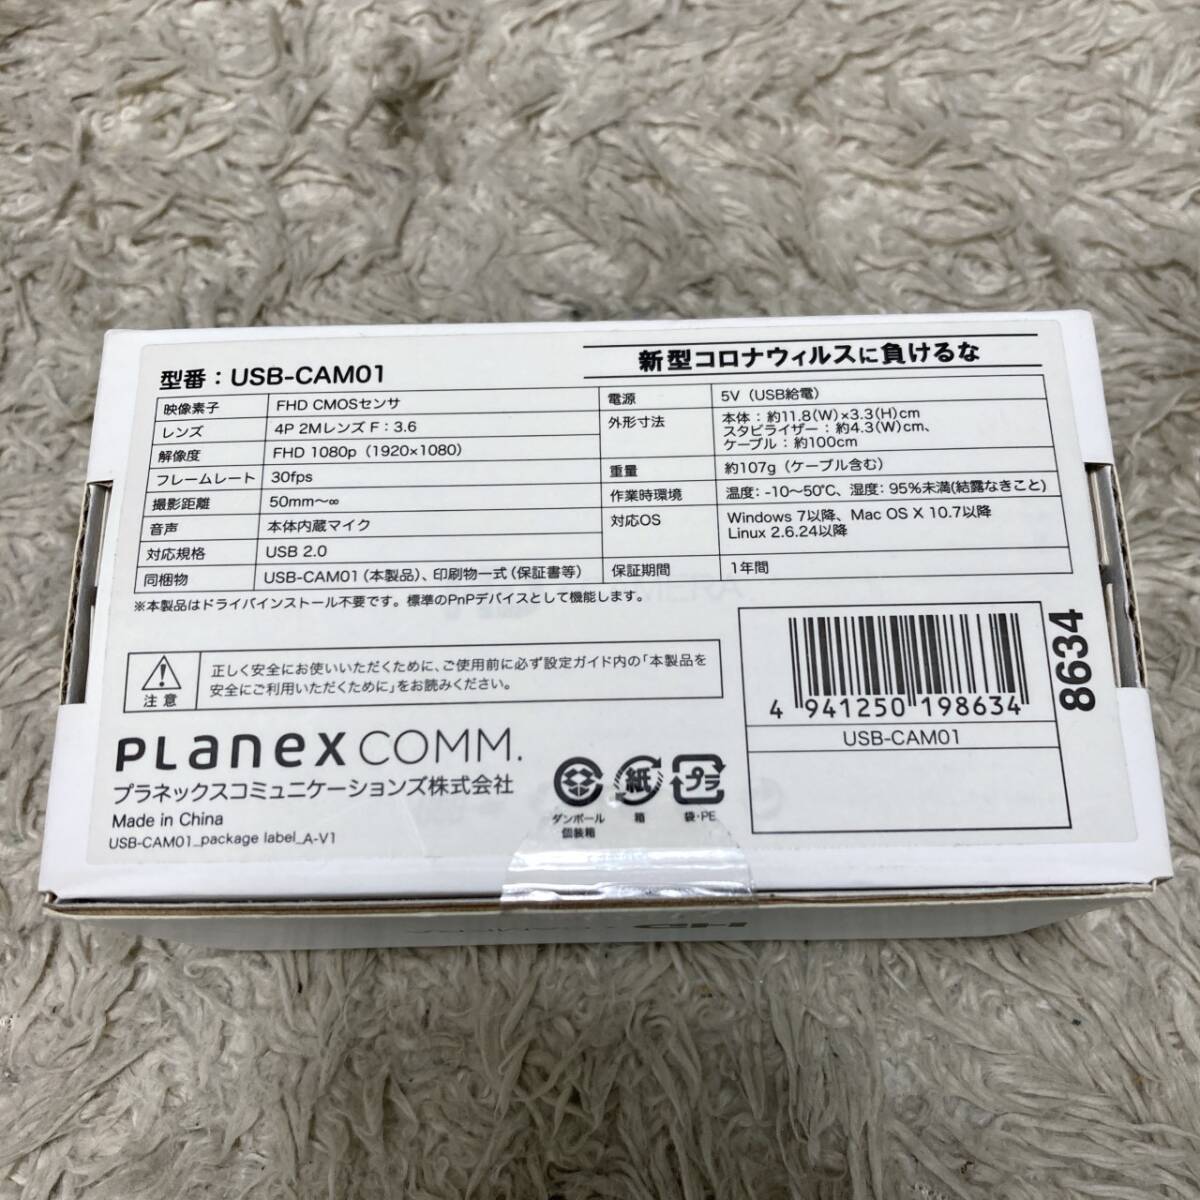 新型コロナウィルスに負けるな
型番：USB-CAM01
映像素子 FHD CMOSセンサ
レンズ 4P 2Mレンズ F：3.6
解像度 FHD 1080p（1920×1080）
フレームレート 30fps
撮影距離 50mm～∞
音声 本体内蔵マイク
対応規格 USB 2.0
同梱物 USB-CAM01（本製品）、印刷物一式（保証書等）
電源 5V（USB給電）
外形寸法 本体：約11.8(W)×3.3(H)cm
スタビライザー：約4.3(W)cm、
ケーブル：約100cm
重量 約107g（ケーブル含む）
作業時環境 温度：-10～50℃、湿度：95%未満(結露なきこと)
対応OS Windows 7以降、Mac OS X 10.7以降
Linux 2.6.24以降
保証期間 1年間
※本製品はドライバインストール不要です。標準のPnPデバイスとして機能します。
注意
正しく安全にお使いいただくために、ご使用前に必ず設定ガイド内の「本製品を
安全にご利用いただくために」をお読みください。
4 941250 198634
USB-CAM01
8634
PLANEX COMM.
プラネックスコミュニケーションズ株式会社
Made in China
USB-CAM01_package label_A-V1
ダンボール
個装箱
紙
箱
プラ
袋・PE